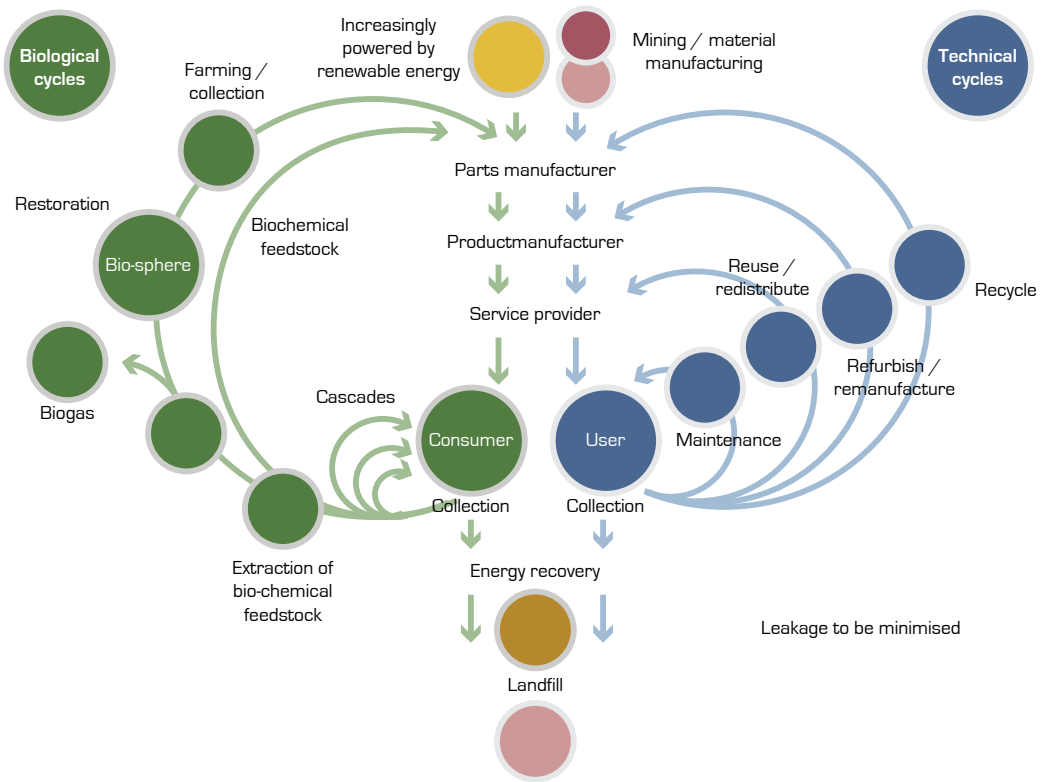 Biological
cycles
Increasingly
powered by
renewable energy
Mining / material
manufacturing
Technical
cycles
Farming /
collection
Parts manufacturer
Restoration
Biochemical
feedstock
Productmanufacturer
Bio-sphere
Reuse /
redistribute
Recycle
Service provider
Refurbish /
remanufacture
Biogas
Cascades
Consumer
User
Maintenance
Collection
Collection
Extraction of
bio-chemical
feedstock
Energy recovery
Leakage to be minimised
Landfill